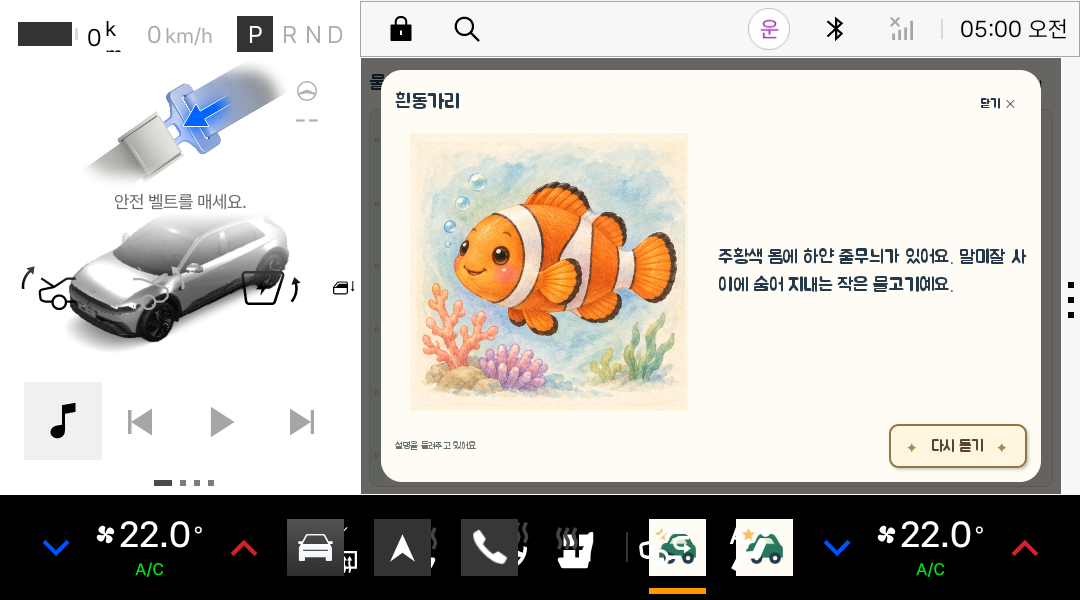 0 k
0 km/h
P R N D
운
05:00 오전
안전 벨트를 매세요.
흰동가리
닫기 ×
주황색 몸에 하얀 줄무늬가 있어요. 말미잘 사
이에 숨어 지내는 작은 물고기예요.
설명을 들려주고 있어요
다시 듣기
22.0°
A/C
22.0°
A/C